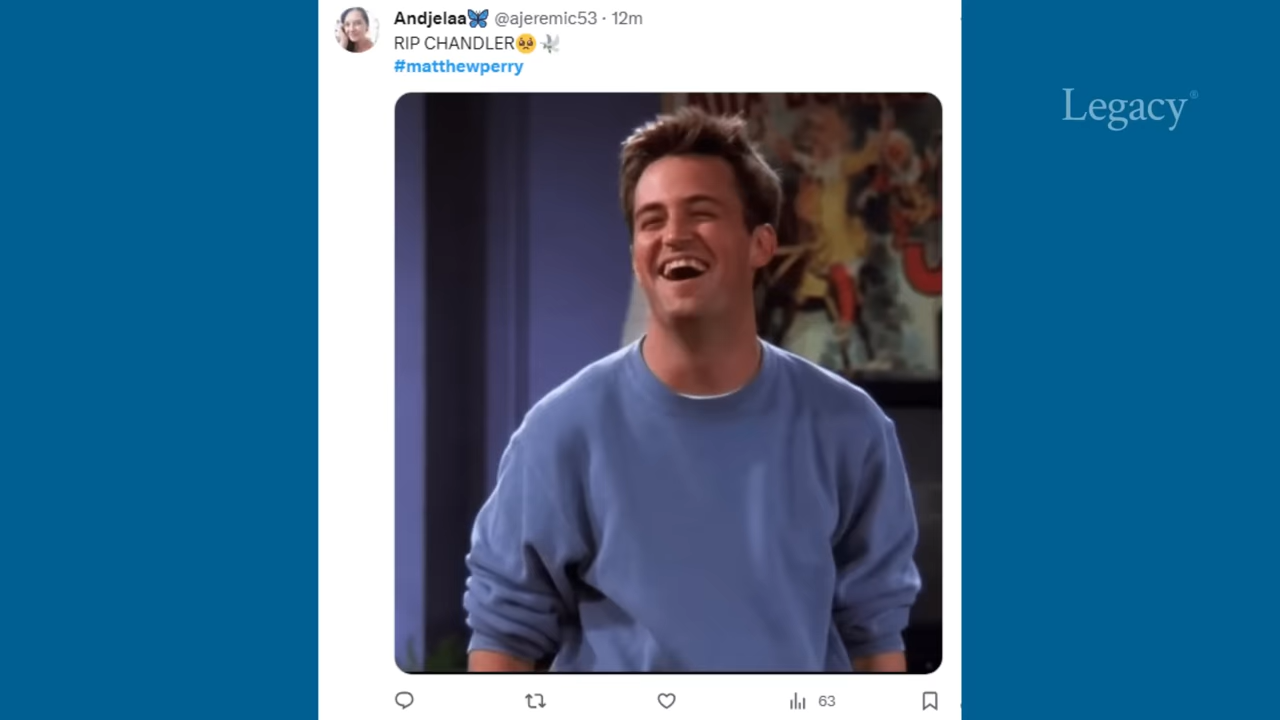 Andjelaa🦋 @ajeremic53 · 12m
RIP CHANDLER🥺🕊️
#matthewperry
Legacy®
63